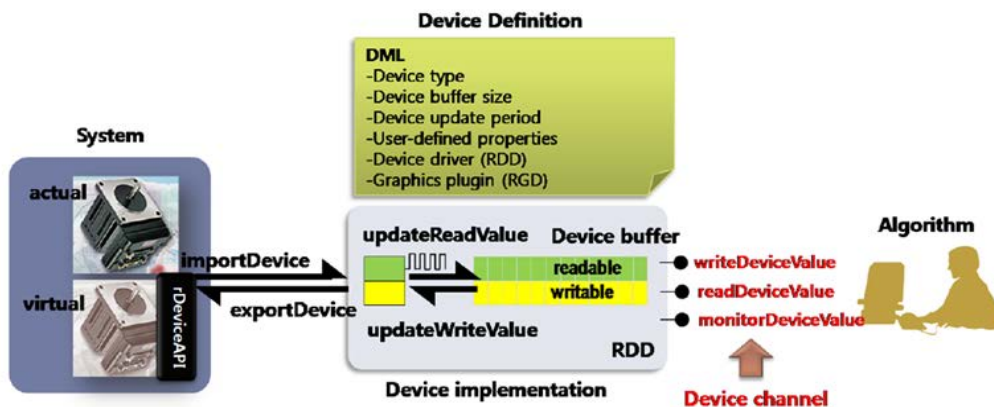 Device Definition
DML
-Device type
-Device buffer size
-Device update period
-User-defined properties
-Device driver (RDD)
-Graphics plugin (RGD)
System
actual
virtual
rDeviceAPI
importDevice
exportDevice
updateReadValue
Device buffer
readable
writable
updateWriteValue
RDD
Device implementation
Algorithm
writeDeviceValue
readDeviceValue
monitorDeviceValue
Device channel